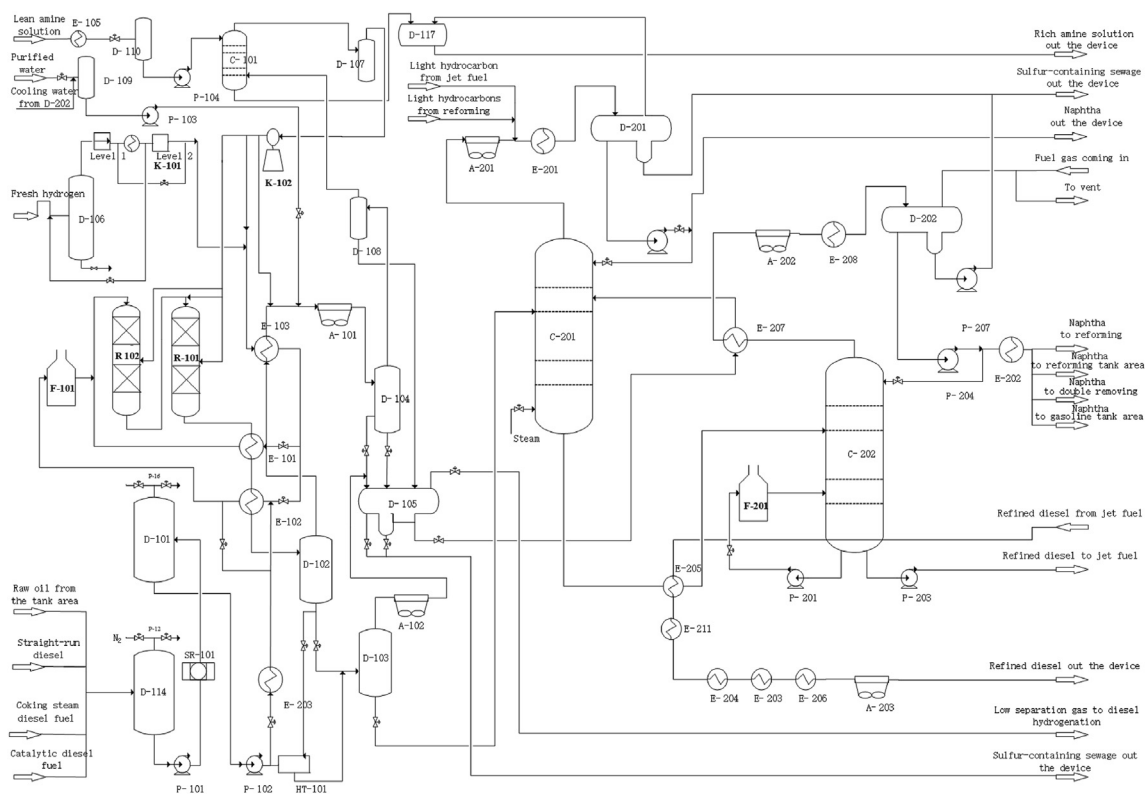 Lean amine
solution
E-105
D-110
Purified
water
D-109
Cooling water
from D-202
P-104
P-103
C-101
D-107
D-117
Light hydrocarbon
from jet fuel
Light hydrocarbons
from reforming
Rich amine solution
out the device
Sulfur-containing sewage
out the device
Naphtha
out the device
Fuel gas coming in
To vent
Level 1
Level 2
K-101
K-102
Fresh hydrogen
D-106
D-108
A-201
E-201
D-201
D-202
A-202
E-208
C-201
E-207
P-207
E-202
P-204
Naphtha
to reforming
Naphtha
to reforming tank area
Naphtha
to double removing
Naphtha
to gasoline tank area
E-103
A-101
R102
R-101
F-101
D-104
Steam
E-101
C-202
F-201
D-105
P-16
E-102
D-101
D-102
Refined diesel from jet fuel
Refined diesel to jet fuel
E-205
P-201
P-203
A-102
Raw oil from
the tank area
P-12
N2
SR-101
D-103
E-211
Straight-run
diesel
D-114
E-203
E-204
E-203
E-206
A-203
Refined diesel out the device
Coking steam
diesel fuel
Low separation gas to diesel
hydrogenation
Catalytic diesel
fuel
P-101
P-102
HT-101
Sulfur-containing sewage out
the device